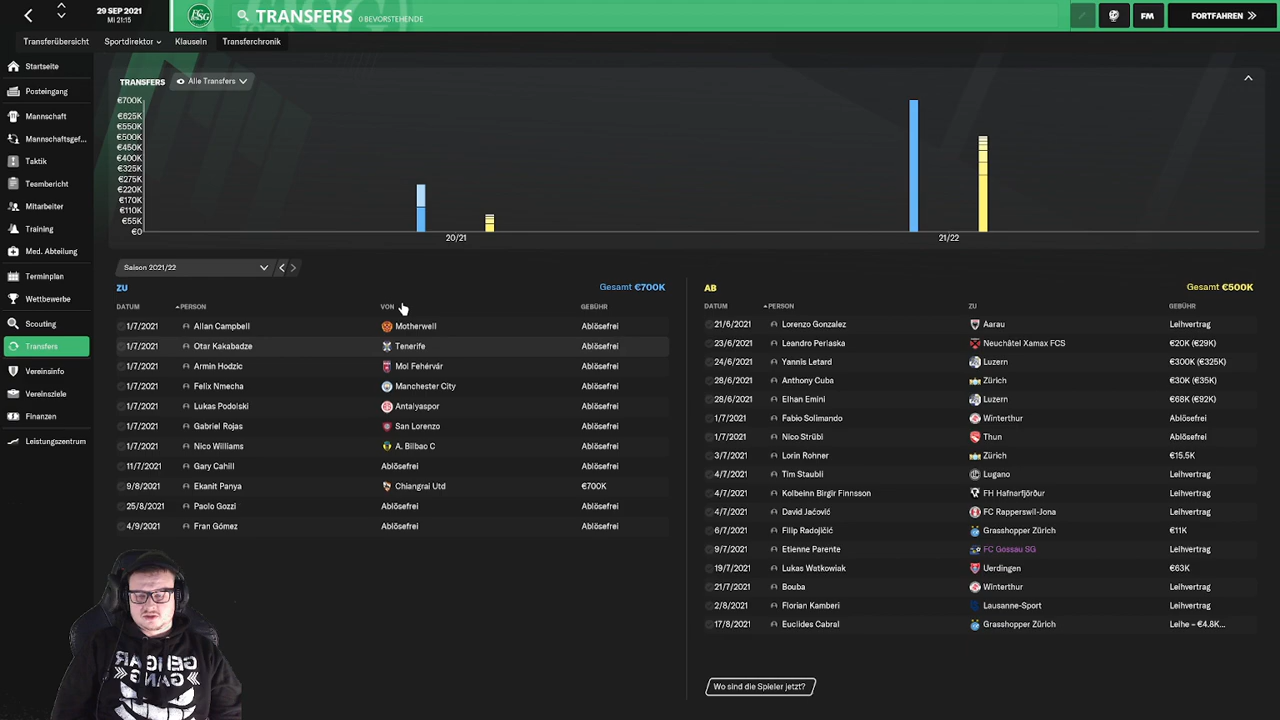 29 SEP 2021
MI 21:15
FCSG
TRANSFERS 0 BEVORSTEHENDE
FM
FORTFAHREN
Transferübersicht Sportdirektor Klauseln Transferchronik
Startseite
Posteingang
Mannschaft
Mannschaftsgef...
Taktik
Teambericht
Mitarbeiter
Training
Med. Abteilung
Terminplan
Wettbewerbe
Scouting
Transfers
Vereinsinfo
Vereinsziele
Finanzen
Leistungszentrum
TRANSFERS Alle Transfers
€700K
€625K
€550K
€500K
€450K
€400K
€350K
€325K
€275K
€220K
€170K
€110K
€55K
€0
20/21 21/22
Saison 2021/22
ZU Gesamt €700K
DATUM PERSON VON GEBÜHR
1/7/2021 Allan Campbell Motherwell Ablösefrei
1/7/2021 Otar Kakabadze Tenerife Ablösefrei
1/7/2021 Armin Hodzic Mol Fehérvár Ablösefrei
1/7/2021 Felix Nmecha Manchester City Ablösefrei
1/7/2021 Lukas Podolski Antalyaspor Ablösefrei
1/7/2021 Gabriel Rojas San Lorenzo Ablösefrei
1/7/2021 Nico Williams A. Bilbao C Ablösefrei
11/7/2021 Gary Cahill Ablösefrei Ablösefrei
9/8/2021 Ekanit Panya Chiangrai Utd €700K
25/8/2021 Paolo Gozzi Ablösefrei Ablösefrei
4/9/2021 Fran Gómez Ablösefrei Ablösefrei
AB Gesamt €500K
DATUM PERSON ZU GEBÜHR
21/6/2021 Lorenzo Gonzalez Aarau Leihvertrag
23/6/2021 Leandro Perlaska Neuchâtel Xamax FCS €20K (€29K)
24/6/2021 Yannis Letard Luzern €300K (€325K)
28/6/2021 Anthony Cuba Zürich €30K (€35K)
28/6/2021 Elhan Emini Luzern €68K (€92K)
1/7/2021 Fabio Solimando Winterthur Ablösefrei
1/7/2021 Nico Strübi Thun Ablösefrei
3/7/2021 Lorin Rohner Zürich €15.5K
4/7/2021 Tim Staubli Lugano Leihvertrag
4/7/2021 Kolbeinn Birgir Finnsson FH Hafnarfjörður Leihvertrag
4/7/2021 David Jačović FC Rapperswil-Jona Leihvertrag
6/7/2021 Filip Radojičić Grasshopper Zürich €11K
9/7/2021 Etienne Parente FC Gossau SG Leihvertrag
19/7/2021 Lukas Watkowiak Uerdingen €63K
21/7/2021 Bouba Winterthur Leihvertrag
2/8/2021 Florian Kamberi Lausanne-Sport Leihvertrag
17/8/2021 Euclides Cabral Grasshopper Zürich Leihe - €4.8K...
Wo sind die Spieler jetzt?